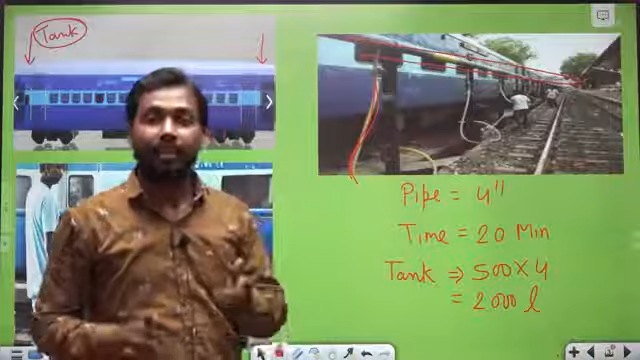 Tank
Pipe = 4"
Time = 20 Min
Tank ⇒ 500 × 4
= 2000 l